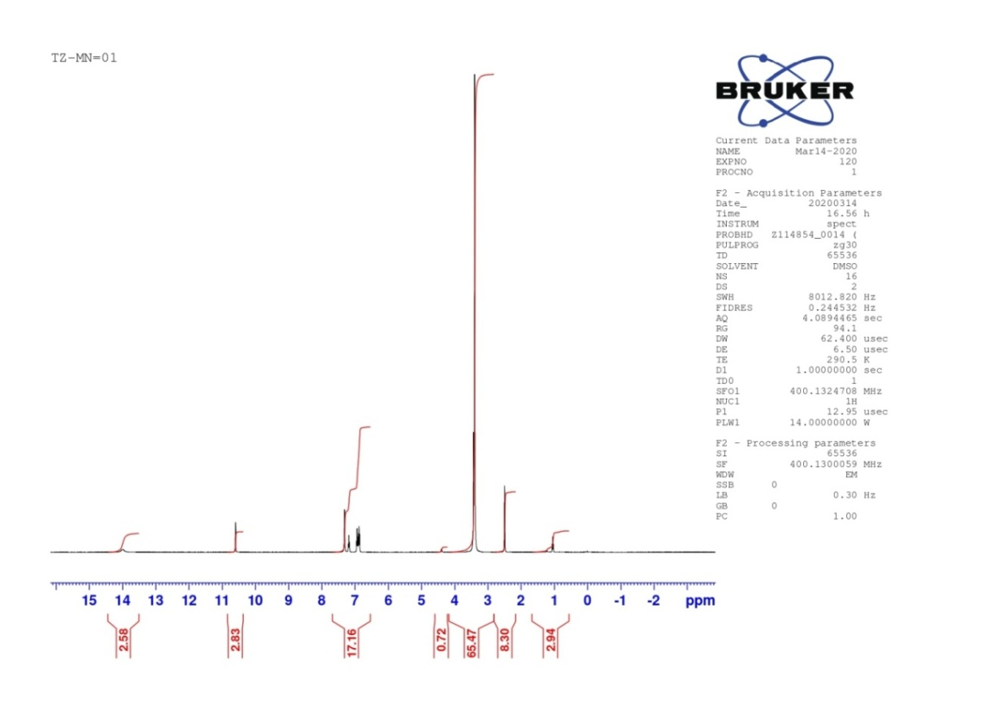 TZ-MN=01
BRUKER
Current Data Parameters
NAME Mar14-2020
EXPNO 120
PROCNO 1
F2 - Acquisition Parameters
Date_ 20200314
Time 16.56 h
INSTRUM spect
PROBHD Z114854_0014 (
PULPROG zg30
TD 65536
SOLVENT DMSO
NS 16
DS 2
SWH 8012.820 Hz
FIDRES 0.244532 Hz
AQ 4.0894465 sec
RG 94.1
DW 62.400 usec
DE 6.50 usec
TE 290.5 K
D1 1.00000000 sec
TD0 1
SFO1 400.1324708 MHz
NUC1 1H
P1 12.95 usec
PLW1 14.00000000 W
F2 - Processing parameters
SI 65536
SF 400.1300059 MHz
WDW EM
SSB 0
LB 0.30 Hz
GB 0
PC 1.00
15 14 13 12 11 10 9 8 7 6 5 4 3 2 1 0 -1 -2 ppm
2.58 2.83 17.16 0.72 65.47 8.30 2.94